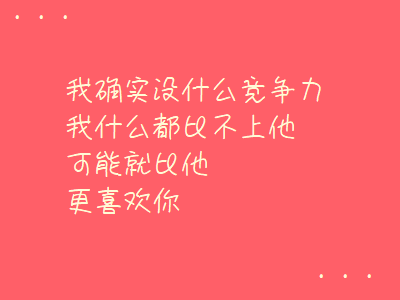 我确实没什么竞争力
我什么都比不上他
可能就比他
更喜欢你